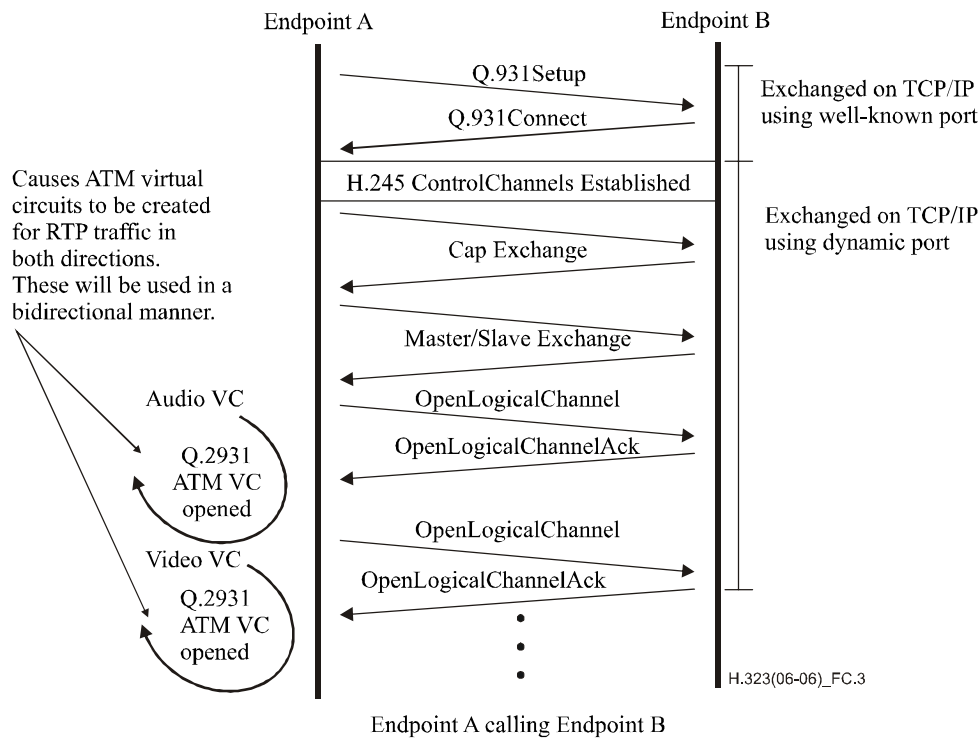 Endpoint A
Endpoint B
Q.931Setup
Exchanged on TCP/IP
using well-known port
Q.931Connect
Causes ATM virtual
circuits to be created
for RTP traffic in
both directions.
These will be used in a
bidirectional manner.
H.245 ControlChannels Established
Exchanged on TCP/IP
using dynamic port
Cap Exchange
Master/Slave Exchange
Audio VC
OpenLogicalChannel
Q.2931
ATM VC
opened
OpenLogicalChannelAck
OpenLogicalChannel
Video VC
OpenLogicalChannelAck
Q.2931
ATM VC
opened
H.323(06-06)_FC.3
Endpoint A calling Endpoint B